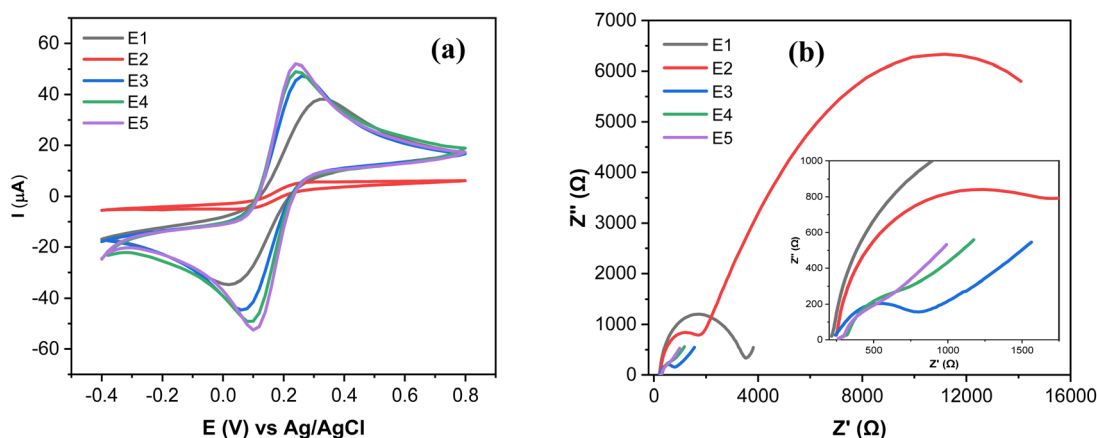 (a)
E1
E2
E3
E4
E5
60
40
20
0
-20
-40
-60
I (μA)
-0.4
-0.2
0.0
0.2
0.4
0.6
0.8
E (V) vs Ag/AgCl
(b)
E1
E2
E3
E4
E5
7000
6000
5000
4000
3000
2000
1000
0
Z'' (Ω)
0
4000
8000
12000
16000
Z' (Ω)
1000
800
600
400
200
0
Z'' (Ω)
500
1000
1500
Z' (Ω)